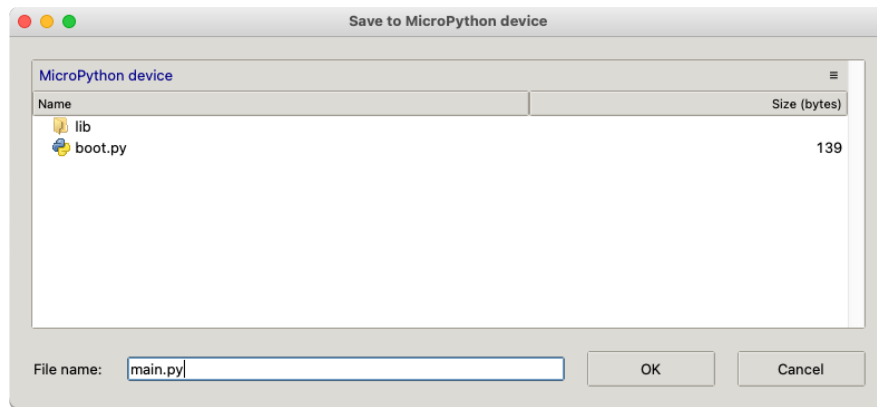 Save to MicroPython device
MicroPython device
Name Size (bytes)
lib
boot.py 139
File name: main.py OK Cancel